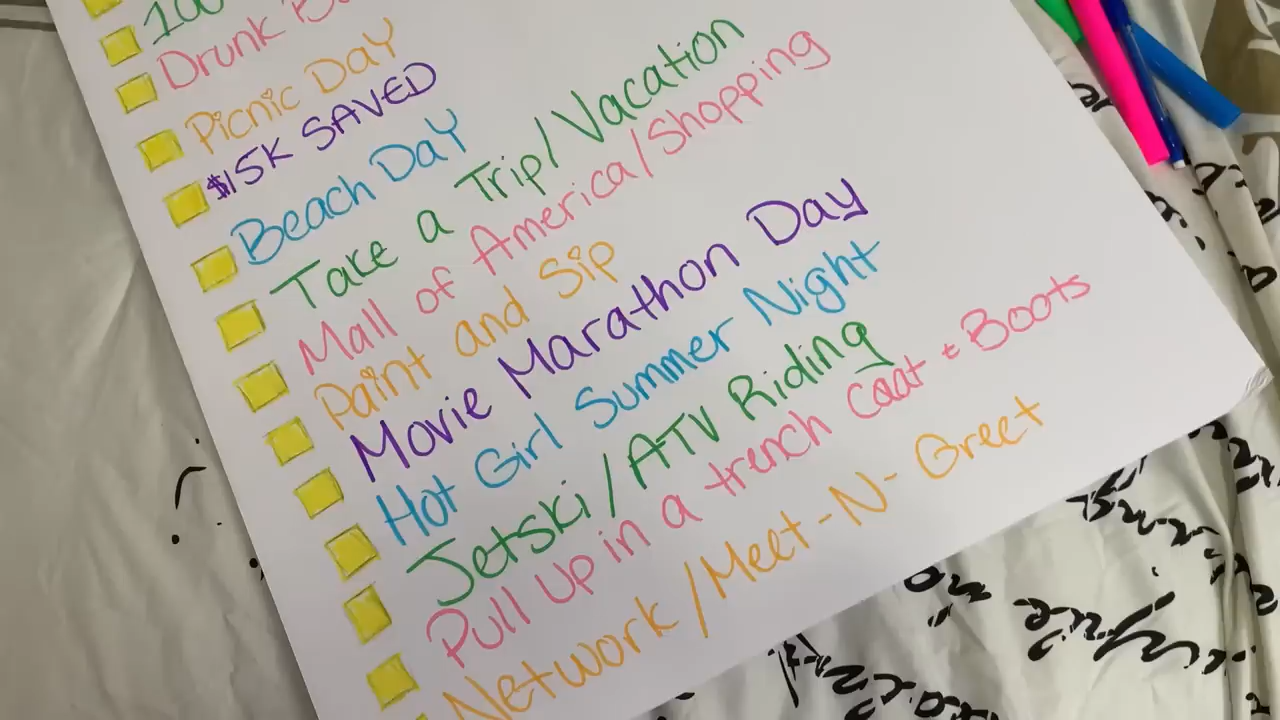 100
Drunk
Picnic DAY
$15K SAVED
Beach DAY
Take a Trip/Vacation
Mall of America/Shopping
Paint and Sip
Movie Marathon Day
Hot Girl Summer Night
Jetski/ATV Riding
Pull Up in a trench Coat + Boots
Network/Meet-N-Greet